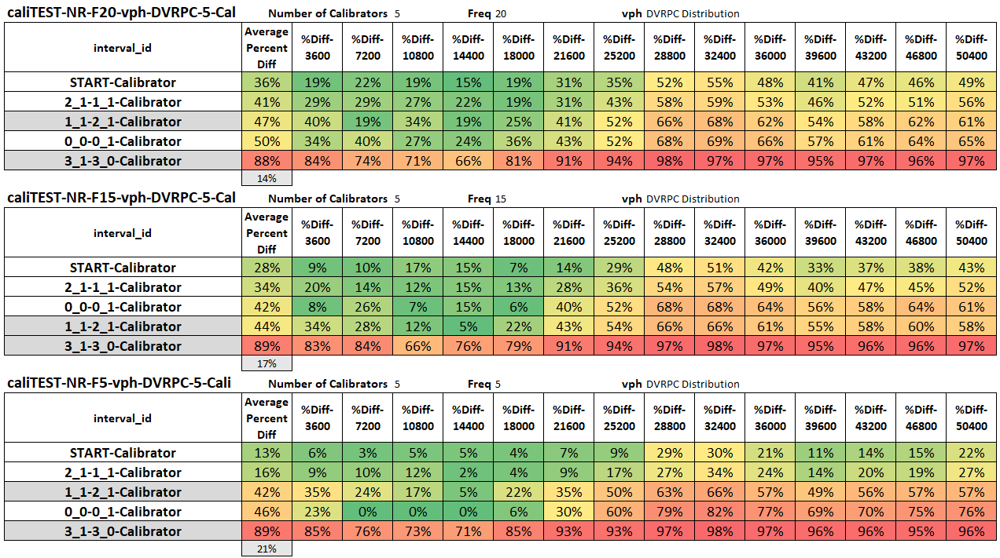 caliTEST-NR-F20-vph-DVRPC-5-Cal Number of Calibrators 5 Freq 20 vph DVRPC Distribution
interval_id Average Percent Diff %Diff-3600 %Diff-7200 %Diff-10800 %Diff-14400 %Diff-18000 %Diff-21600 %Diff-25200 %Diff-28800 %Diff-32400 %Diff-36000 %Diff-39600 %Diff-43200 %Diff-46800 %Diff-50400
START-Calibrator 36% 19% 22% 19% 15% 19% 31% 35% 52% 55% 48% 41% 47% 46% 49%
2_1-1_1-Calibrator 41% 29% 29% 27% 22% 19% 31% 43% 58% 59% 53% 46% 52% 51% 56%
1_1-2_1-Calibrator 47% 40% 19% 34% 19% 25% 41% 52% 66% 68% 62% 54% 58% 62% 61%
0_0-0_1-Calibrator 50% 34% 40% 27% 24% 36% 43% 52% 68% 69% 66% 57% 61% 64% 65%
3_1-3_0-Calibrator 88% 84% 74% 71% 66% 81% 91% 94% 98% 97% 97% 95% 97% 96% 97%
14%
caliTEST-NR-F15-vph-DVRPC-5-Cal Number of Calibrators 5 Freq 15 vph DVRPC Distribution
interval_id Average Percent Diff %Diff-3600 %Diff-7200 %Diff-10800 %Diff-14400 %Diff-18000 %Diff-21600 %Diff-25200 %Diff-28800 %Diff-32400 %Diff-36000 %Diff-39600 %Diff-43200 %Diff-46800 %Diff-50400
START-Calibrator 28% 9% 10% 17% 15% 7% 14% 29% 48% 51% 42% 33% 37% 38% 43%
2_1-1_1-Calibrator 34% 20% 14% 12% 15% 13% 28% 36% 54% 57% 49% 40% 47% 45% 52%
0_0-0_1-Calibrator 42% 8% 26% 7% 15% 6% 40% 52% 68% 68% 64% 56% 58% 64% 61%
1_1-2_1-Calibrator 44% 34% 28% 12% 5% 22% 43% 54% 66% 66% 61% 55% 58% 60% 58%
3_1-3_0-Calibrator 89% 83% 84% 66% 76% 79% 91% 94% 97% 98% 97% 95% 96% 96% 97%
17%
caliTEST-NR-F5-vph-DVRPC-5-Cali Number of Calibrators 5 Freq 5 vph DVRPC Distribution
interval_id Average Percent Diff %Diff-3600 %Diff-7200 %Diff-10800 %Diff-14400 %Diff-18000 %Diff-21600 %Diff-25200 %Diff-28800 %Diff-32400 %Diff-36000 %Diff-39600 %Diff-43200 %Diff-46800 %Diff-50400
START-Calibrator 13% 6% 3% 5% 5% 4% 7% 9% 29% 30% 21% 11% 14% 15% 22%
2_1-1_1-Calibrator 16% 9% 10% 12% 2% 4% 9% 17% 27% 34% 24% 14% 20% 19% 27%
1_1-2_1-Calibrator 42% 35% 24% 17% 5% 22% 35% 50% 63% 66% 57% 49% 56% 57% 57%
0_0-0_1-Calibrator 46% 23% 0% 0% 0% 6% 30% 60% 79% 82% 77% 69% 70% 75% 76%
3_1-3_0-Calibrator 89% 85% 76% 73% 71% 85% 93% 93% 97% 98% 97% 96% 96% 95% 96%
21%